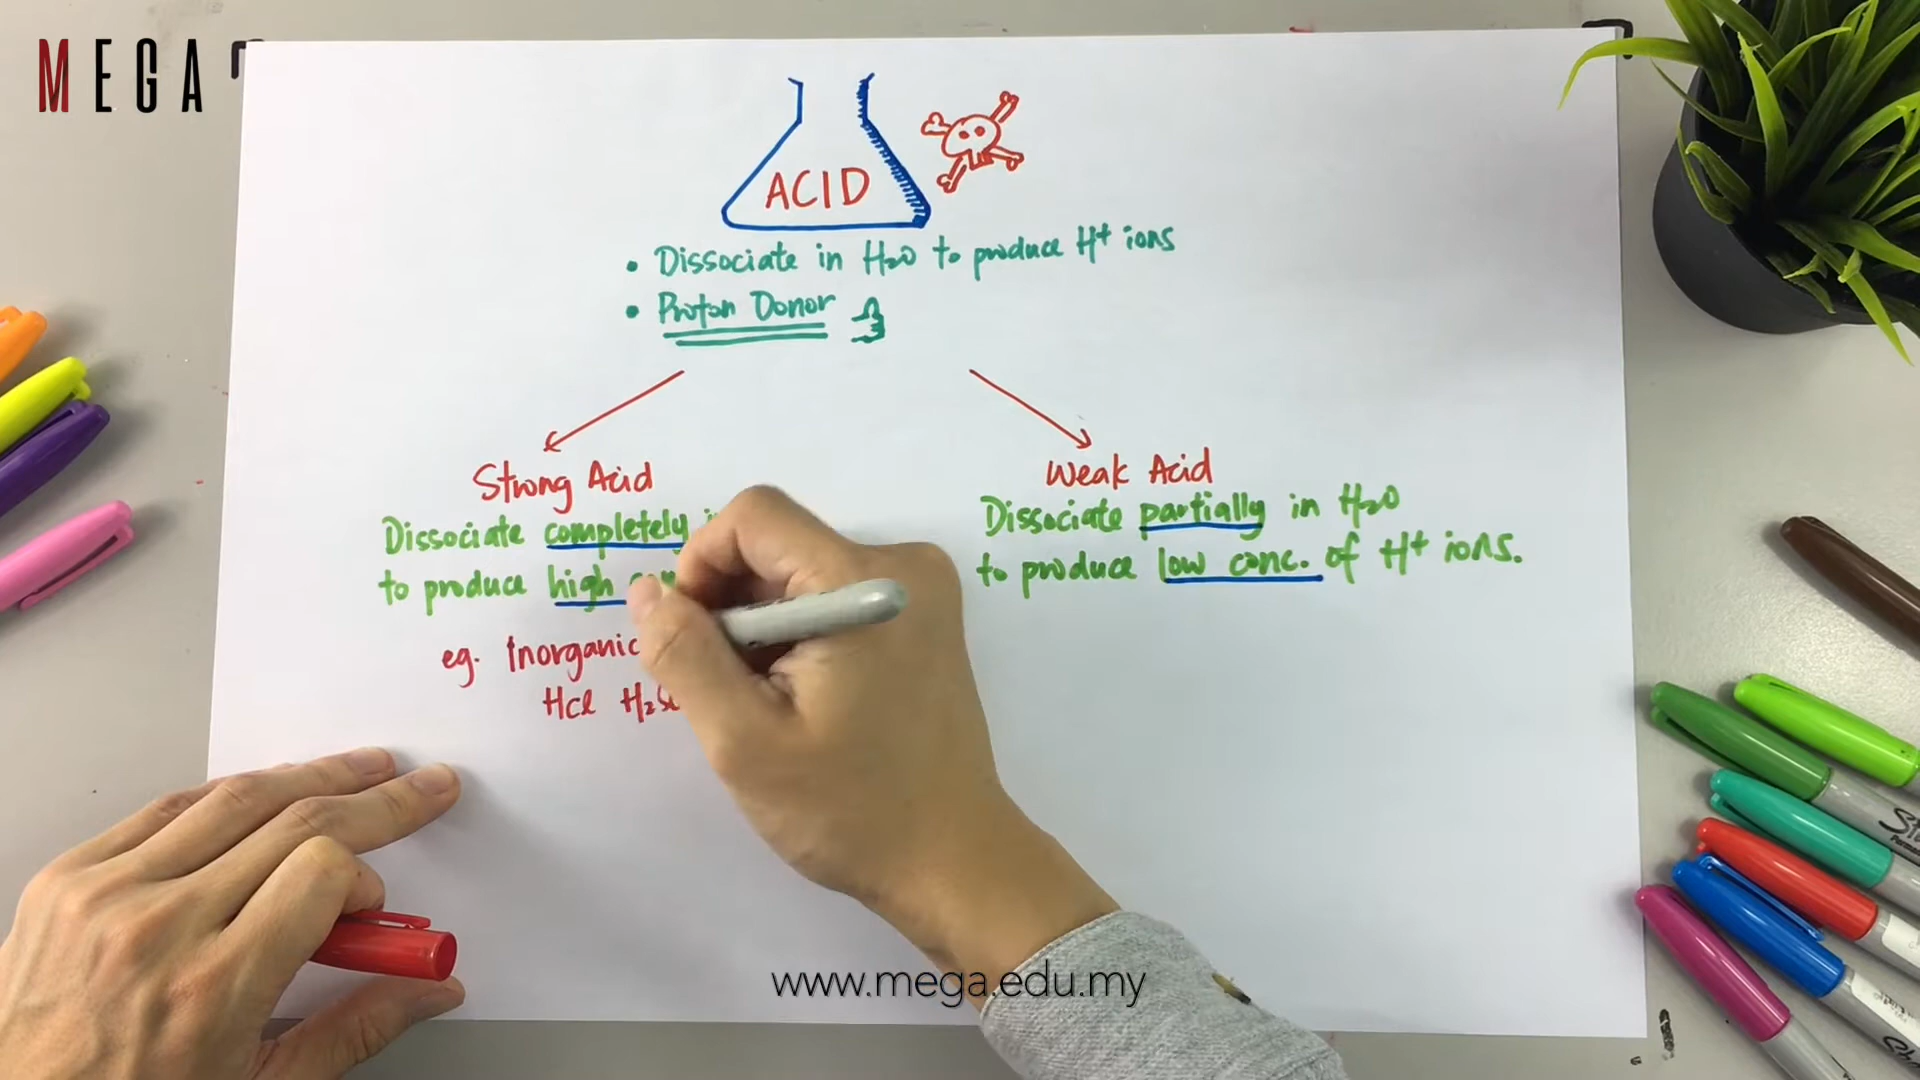 MEGA
ACID
• Dissociate in H₂O to produce H⁺ ions
• Proton Donor
Strong Acid
Dissociate completely
to produce high
eg. Inorganic
HCl
Weak Acid
Dissociate partially in H₂O
to produce low conc. of H⁺ ions.
www.mega.edu.my